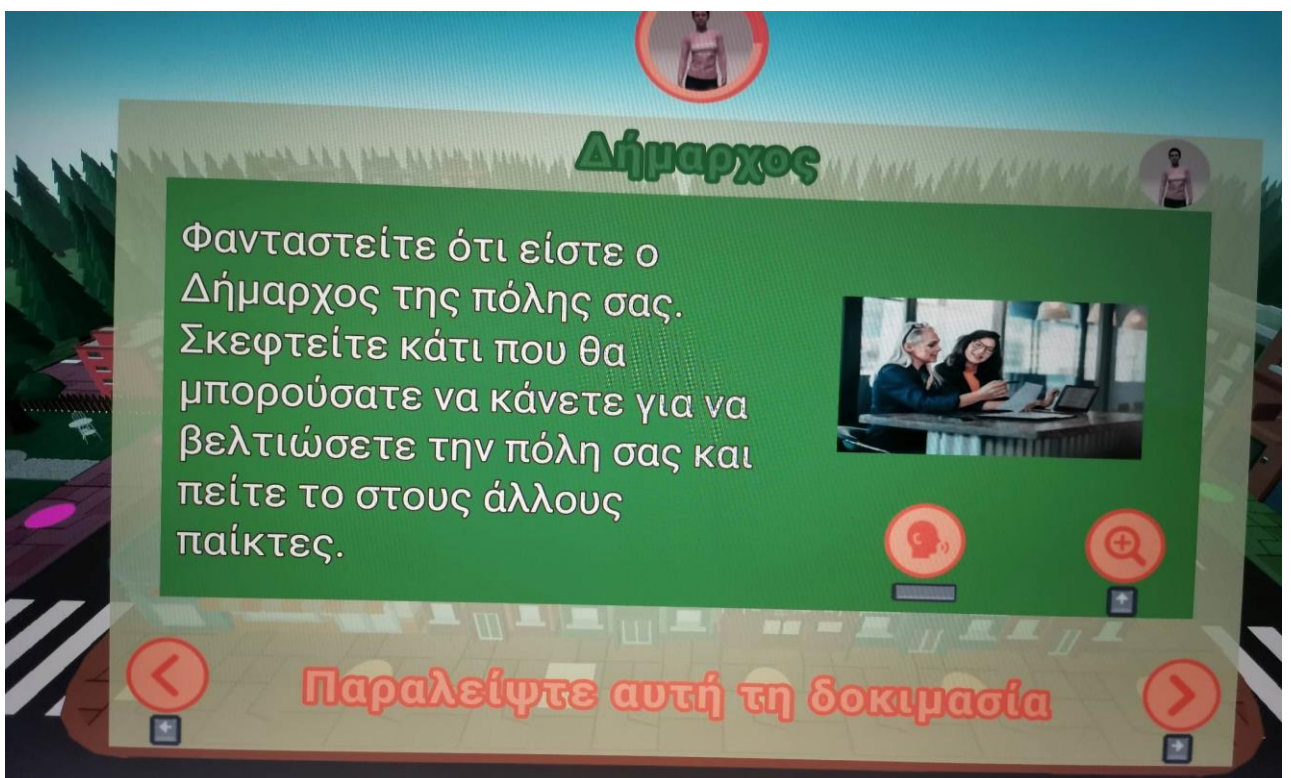 Δήμαρχος
Φανταστείτε ότι είστε ο
Δήμαρχος της πόλης σας.
Σκεφτείτε κάτι που θα
μπορούσατε να κάνετε για να
βελτιώσετε την πόλη σας και
πείτε το στους άλλους
παίκτες.
Παραλείψτε αυτή τη δοκιμασία